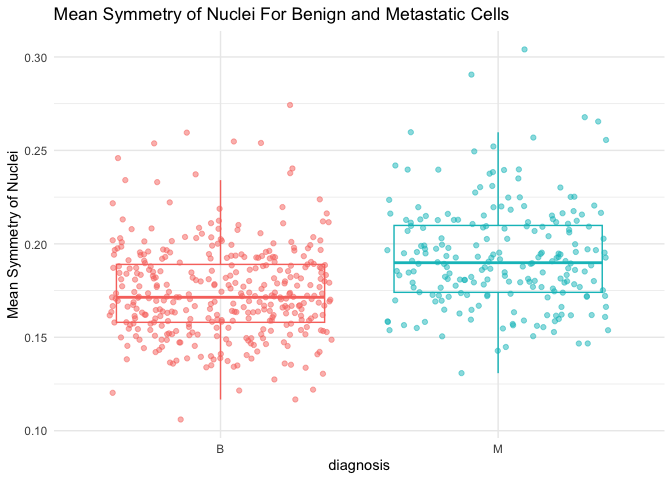 Mean Symmetry of Nuclei For Benign and Metastatic Cells
Mean Symmetry of Nuclei
0.30
0.25
0.20
0.15
0.10
B
M
diagnosis